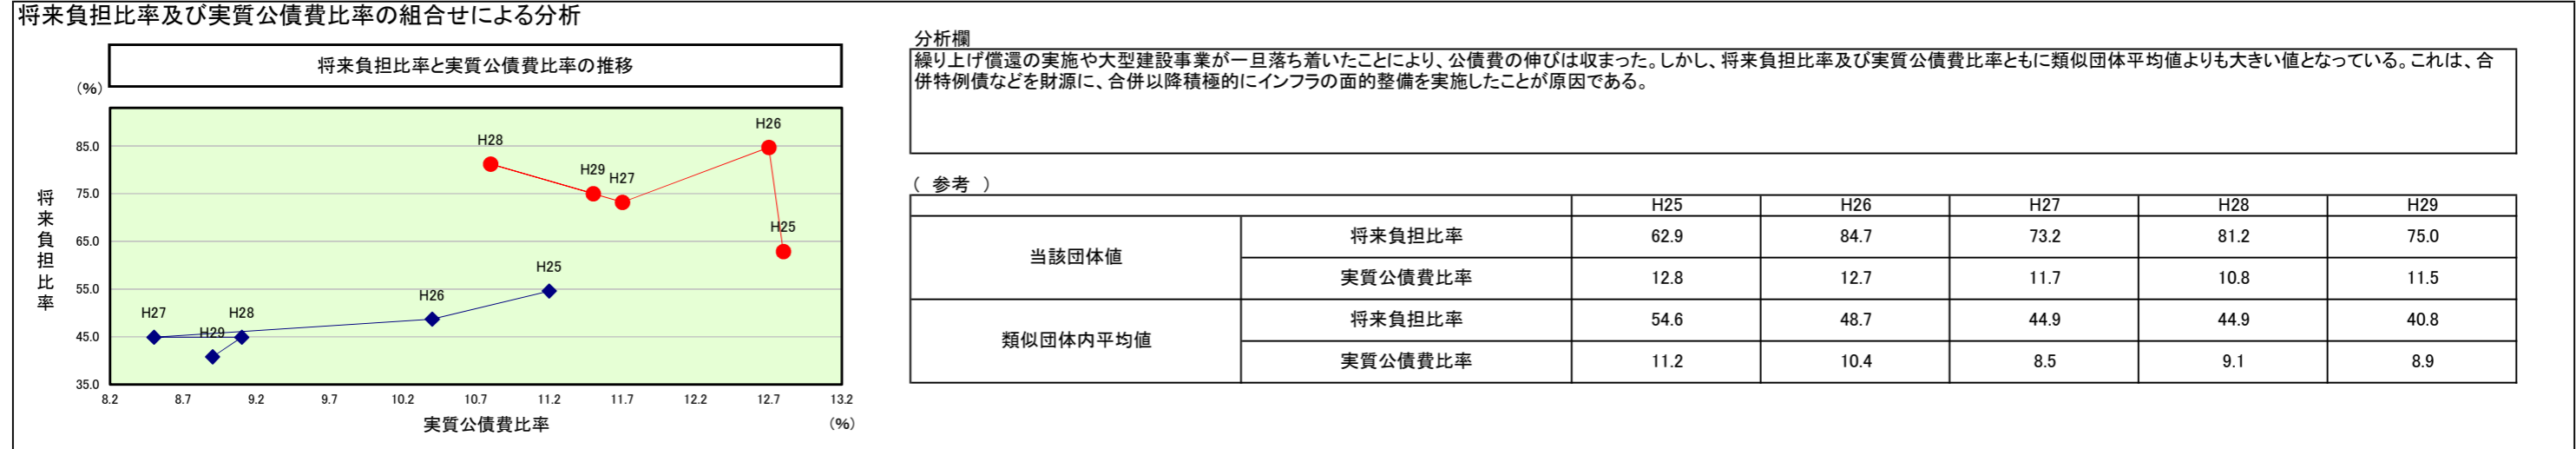 将来負担比率及び実質公債費比率の組合せによる分析
将来負担比率と実質公債費比率の推移
(%)
85.0
75.0
65.0
55.0
45.0
35.0
将来負担比率
H28
H26
H29
H27
H25
H25
H26
H27
H28
H29
8.2 8.7 9.2 9.7 10.2 10.7 11.2 11.7 12.2 12.7 13.2
実質公債費比率
(%)
分析欄
繰り上げ償還の実施や大型建設事業が一旦落ち着いたことにより、公債費の伸びは収まった。しかし、将来負担比率及び実質公債費比率ともに類似団体平均値よりも大きい値となっている。これは、合
併特例債などを財源に、合併以降積極的にインフラの面的整備を実施したことが原因である。
( 参考 )
H25 H26 H27 H28 H29
当該団体値
将来負担比率 62.9 84.7 73.2 81.2 75.0
実質公債費比率 12.8 12.7 11.7 10.8 11.5
類似団体内平均値
将来負担比率 54.6 48.7 44.9 44.9 40.8
実質公債費比率 11.2 10.4 8.5 9.1 8.9